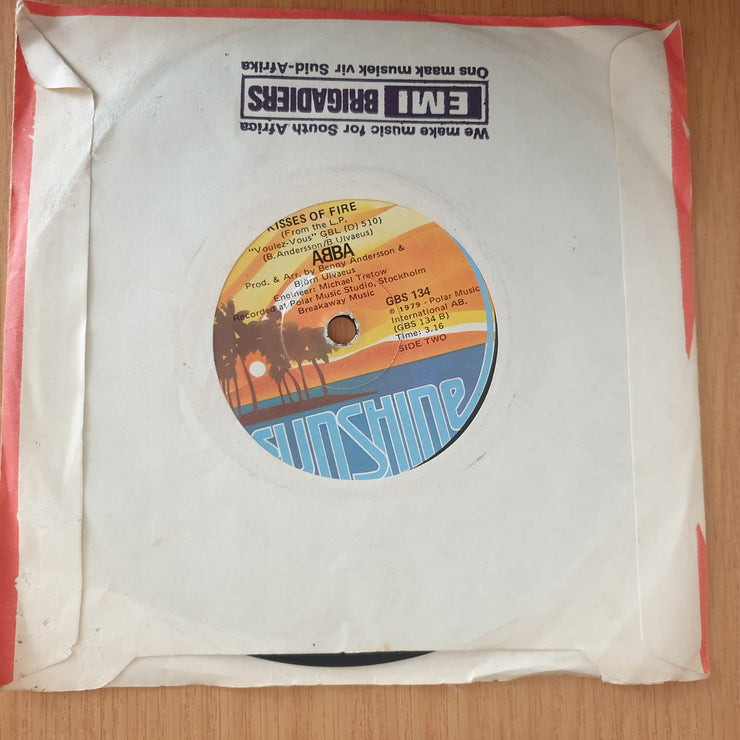 We make music for South Africa
EMI BRIGADIERS
Ons maak musiek vir Suid-Afrika
KISSES OF FIRE
(From the L.P.
"Voulez-Vous" GBL (D) 510)
(B. Andersson/B. Ulvaeus)
ABBA
Prod. & Arr. by Benny Andersson &
Björn Ulvaeus
Engineer: Michael Tretow
Recorded at Polar Music Studio, Stockholm
Breakaway Music
GBS 134
℗ 1979 - Polar Music
International AB.
(GBS 134 B)
Time: 3.16
SIDE TWO
SUNSHINE